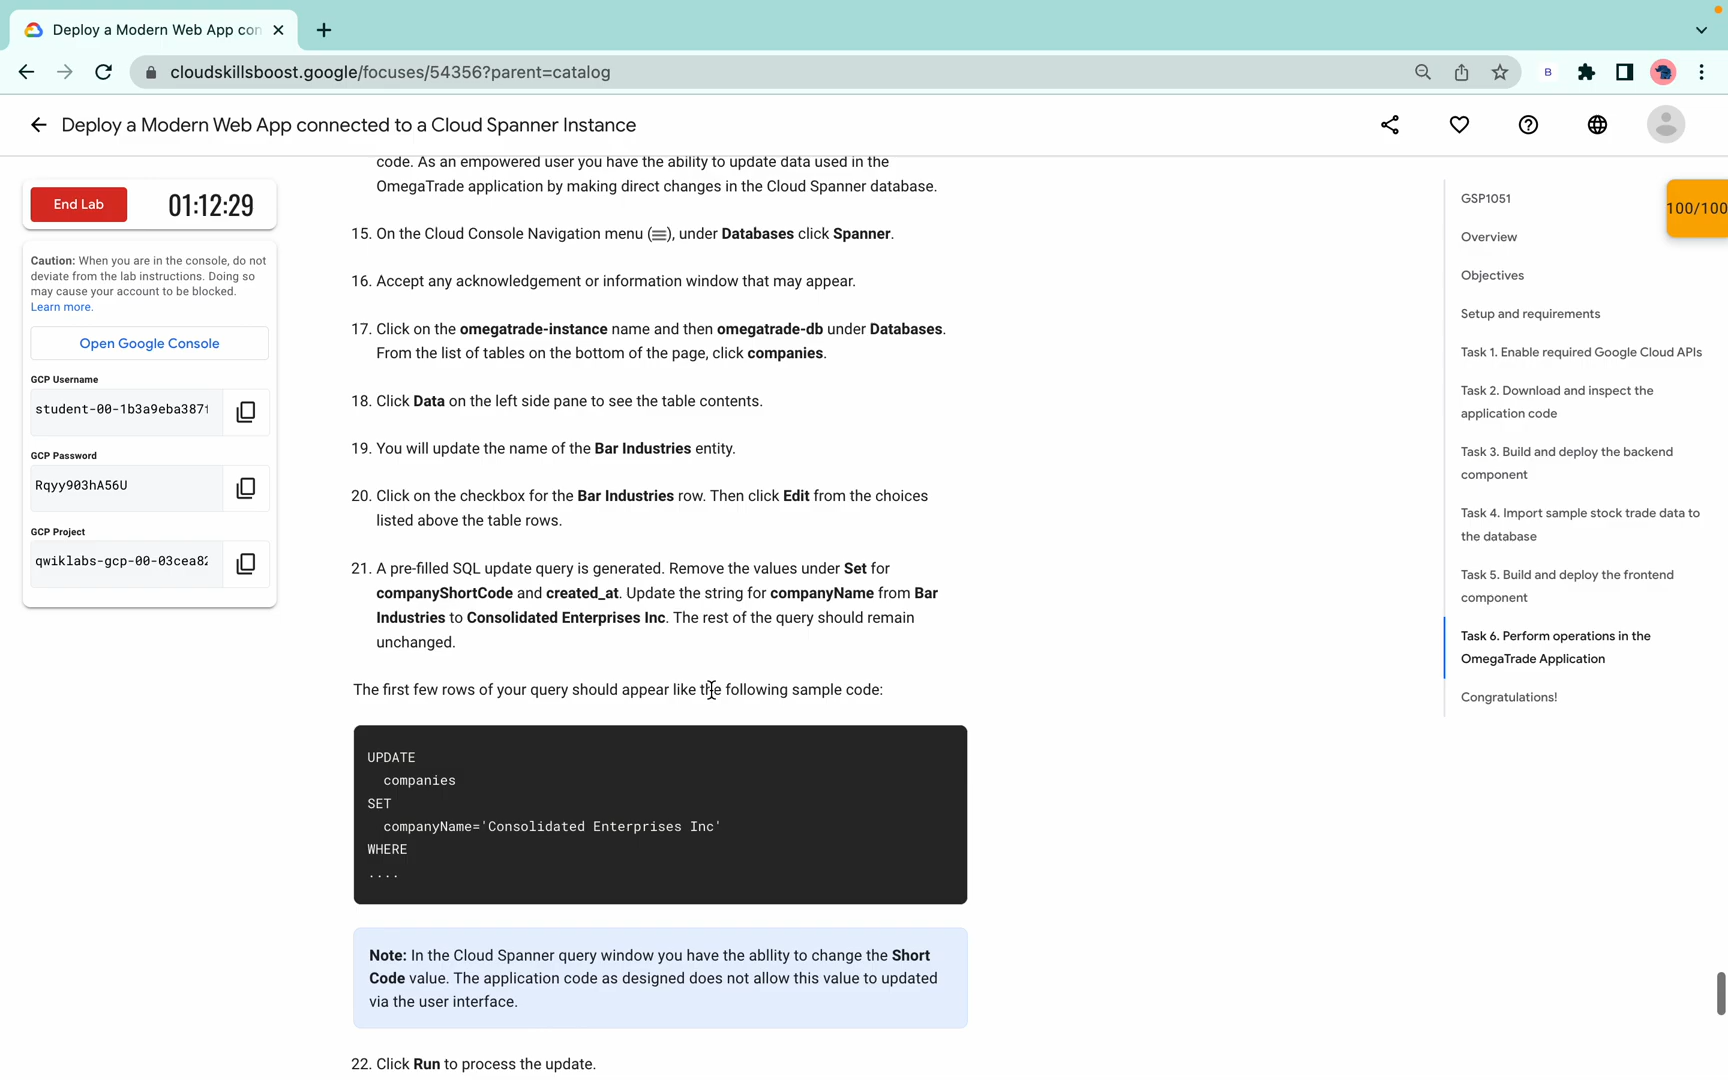 Deploy a Modern Web App con
cloudskillsboost.google/focuses/54356?parent=catalog
B
Deploy a Modern Web App connected to a Cloud Spanner Instance
End Lab
01:12:29
Caution: When you are in the console, do not
deviate from the lab instructions. Doing so
may cause your account to be blocked.
Learn more.
Open Google Console
GCP Username
student-00-1b3a9eba387f
GCP Password
Rqyy903hA56U
GCP Project
qwiklabs-gcp-00-03cea82
code. As an empowered user you have the ability to update data used in the
OmegaTrade application by making direct changes in the Cloud Spanner database.
15. On the Cloud Console Navigation menu (≡), under Databases click Spanner.
16. Accept any acknowledgement or information window that may appear.
17. Click on the omegatrade-instance name and then omegatrade-db under Databases.
From the list of tables on the bottom of the page, click companies.
18. Click Data on the left side pane to see the table contents.
19. You will update the name of the Bar Industries entity.
20. Click on the checkbox for the Bar Industries row. Then click Edit from the choices
listed above the table rows.
21. A pre-filled SQL update query is generated. Remove the values under Set for
companyShortCode and created_at. Update the string for companyName from Bar
Industries to Consolidated Enterprises Inc. The rest of the query should remain
unchanged.
The first few rows of your query should appear like the following sample code:
UPDATE
companies
SET
companyName='Consolidated Enterprises Inc'
WHERE
....
Note: In the Cloud Spanner query window you have the abllity to change the Short
Code value. The application code as designed does not allow this value to updated
via the user interface.
22. Click Run to process the update.
GSP1051
Overview
Objectives
Setup and requirements
Task 1. Enable required Google Cloud APIs
Task 2. Download and inspect the
application code
Task 3. Build and deploy the backend
component
Task 4. Import sample stock trade data to
the database
Task 5. Build and deploy the frontend
component
Task 6. Perform operations in the
OmegaTrade Application
Congratulations!
100/100